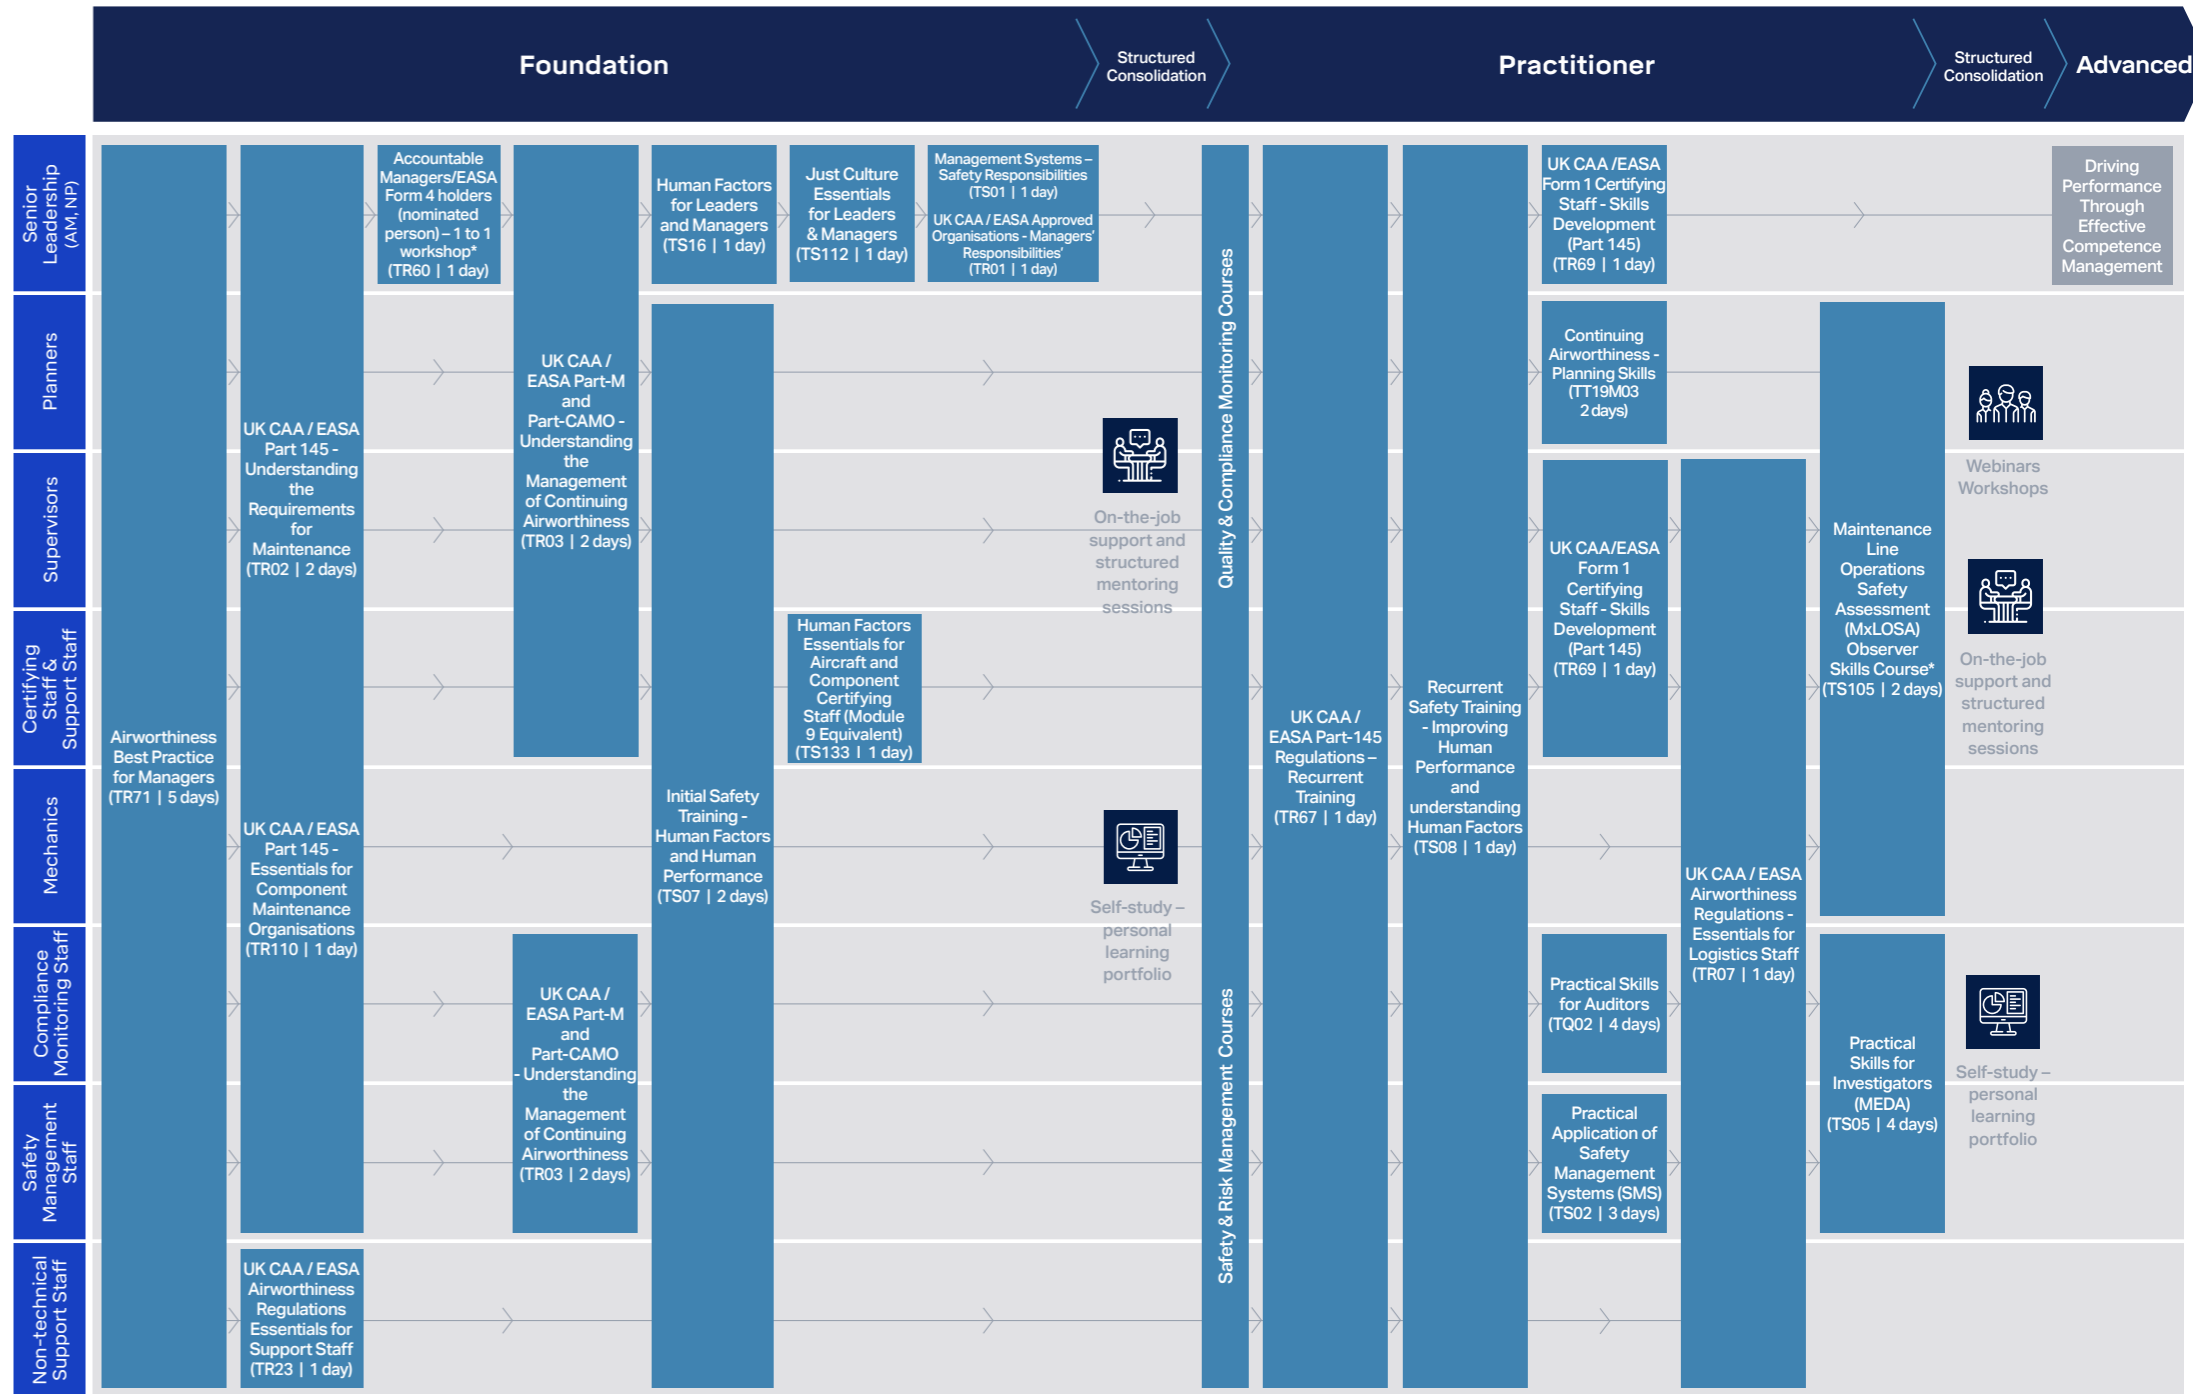 Foundation
Structured
Consolidation
Practitioner
Structured
Consolidation
Advanced
Senior
Leadership
(AM, NP)
Planners
Supervisors
Certifying
Staff &
Support Staff
Mechanics
Compliance
Monitoring Staff
Safety
Management
Staff
Non-technical
Support Staff
Airworthiness
Best Practice
for Managers
(TR71 | 5 days)
UK CAA / EASA
Part 145 -
Understanding
the
Requirements
for
Maintenance
(TR02 | 2 days)
UK CAA / EASA
Part 145 -
Essentials for
Component
Maintenance
Organisations
(TR110 | 1 day)
UK CAA / EASA
Airworthiness
Regulations
Essentials for
Support Staff
(TR23 | 1 day)
Accountable
Managers/EASA
Form 4 holders
(nominated
person) – 1 to 1
workshop*
(TR60 | 1 day)
UK CAA /
EASA Part-M
and
Part-CAMO -
Understanding
the
Management
of Continuing
Airworthiness
(TR03 | 2 days)
UK CAA /
EASA Part-M
and
Part-CAMO
- Understanding
the
Management
of Continuing
Airworthiness
(TR03 | 2 days)
Human Factors
for Leaders
and Managers
(TS16 | 1 day)
Initial Safety
Training -
Human Factors
and Human
Performance
(TS07 | 2 days)
Just Culture
Essentials
for Leaders
& Managers
(TS112 | 1 day)
Human Factors
Essentials for
Aircraft and
Component
Certifying
Staff (Module
9 Equivalent)
(TS133 I 1 day)
Management Systems –
Safety Responsibilities
(TS01 | 1 day)
UK CAA / EASA Approved
Organisations - Managers'
Responsibilities'
(TR01 | 1 day)
On-the-job
support and
structured
mentoring
sessions
Self-study –
personal
learning
portfolio
Quality & Compliance Monitoring Courses
Safety & Risk Management Courses
UK CAA /
EASA Part-145
Regulations –
Recurrent
Training
(TR67 | 1 day)
Recurrent
Safety Training
- Improving
Human
Performance
and
understanding
Human Factors
(TS08 | 1 day)
UK CAA /EASA
Form 1 Certifying
Staff - Skills
Development
(Part 145)
(TR69 | 1 day)
Continuing
Airworthiness -
Planning Skills
(TT19M03
2 days)
UK CAA/EASA
Form 1
Certifying
Staff - Skills
Development
(Part 145)
(TR69 | 1 day)
Practical Skills
for Auditors
(TQ02 | 4 days)
Practical
Application of
Safety
Management
Systems (SMS)
(TS02 | 3 days)
UK CAA / EASA
Airworthiness
Regulations -
Essentials for
Logistics Staff
(TR07 | 1 day)
Maintenance
Line
Operations
Safety
Assessment
(MxLOSA)
Observer
Skills Course*
(TS105 | 2 days)
Practical
Skills for
Investigators
(MEDA)
(TS05 | 4 days)
Webinars
Workshops
On-the-job
support and
structured
mentoring
sessions
Self-study –
personal
learning
portfolio
Driving
Performance
Through
Effective
Competence
Management